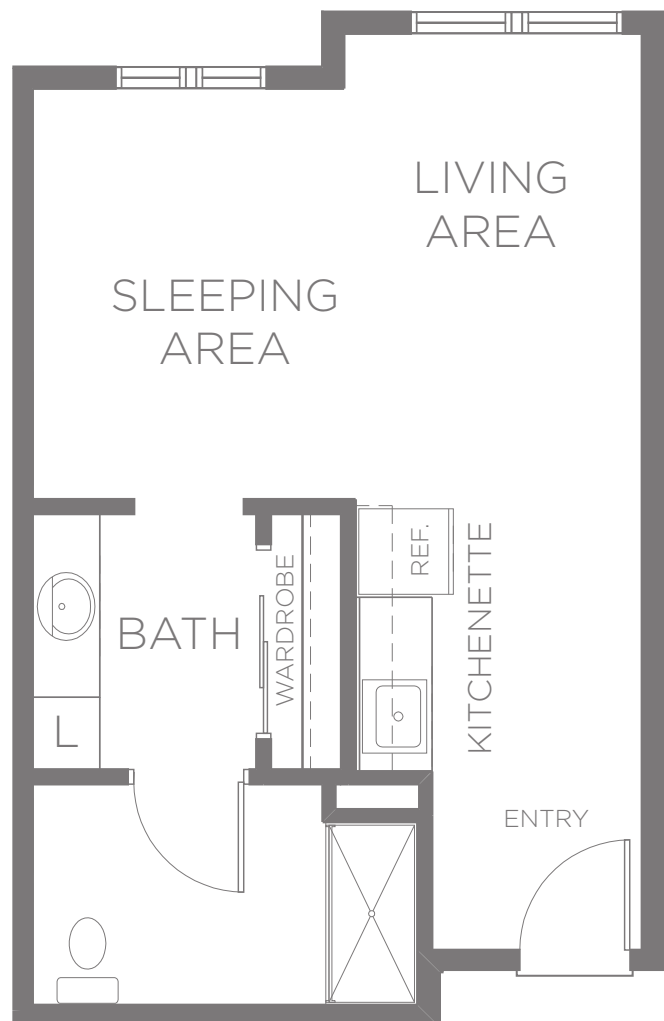 LIVING
AREA
SLEEPING
AREA
REF.
KITCHENETTE
WARDROBE
BATH
L
ENTRY